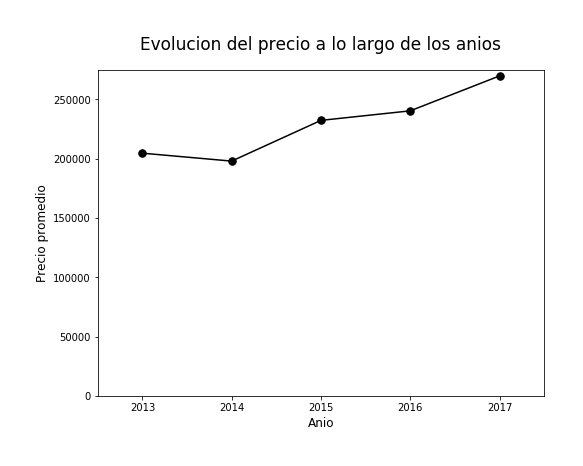 Evolucion del precio a lo largo de los anios
250000
200000
150000
100000
50000
0
Precio promedio
2013 2014 2015 2016 2017
Anio